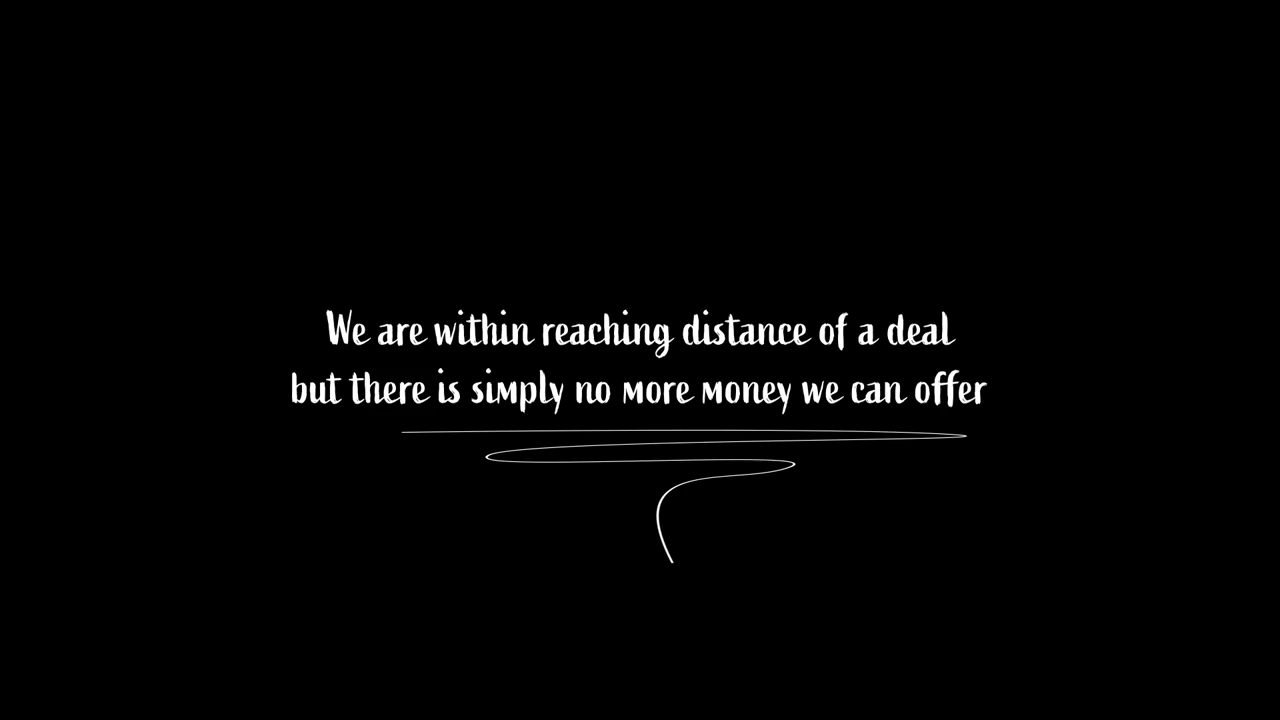 We are within reaching distance of a deal
but there is simply no more money we can offer